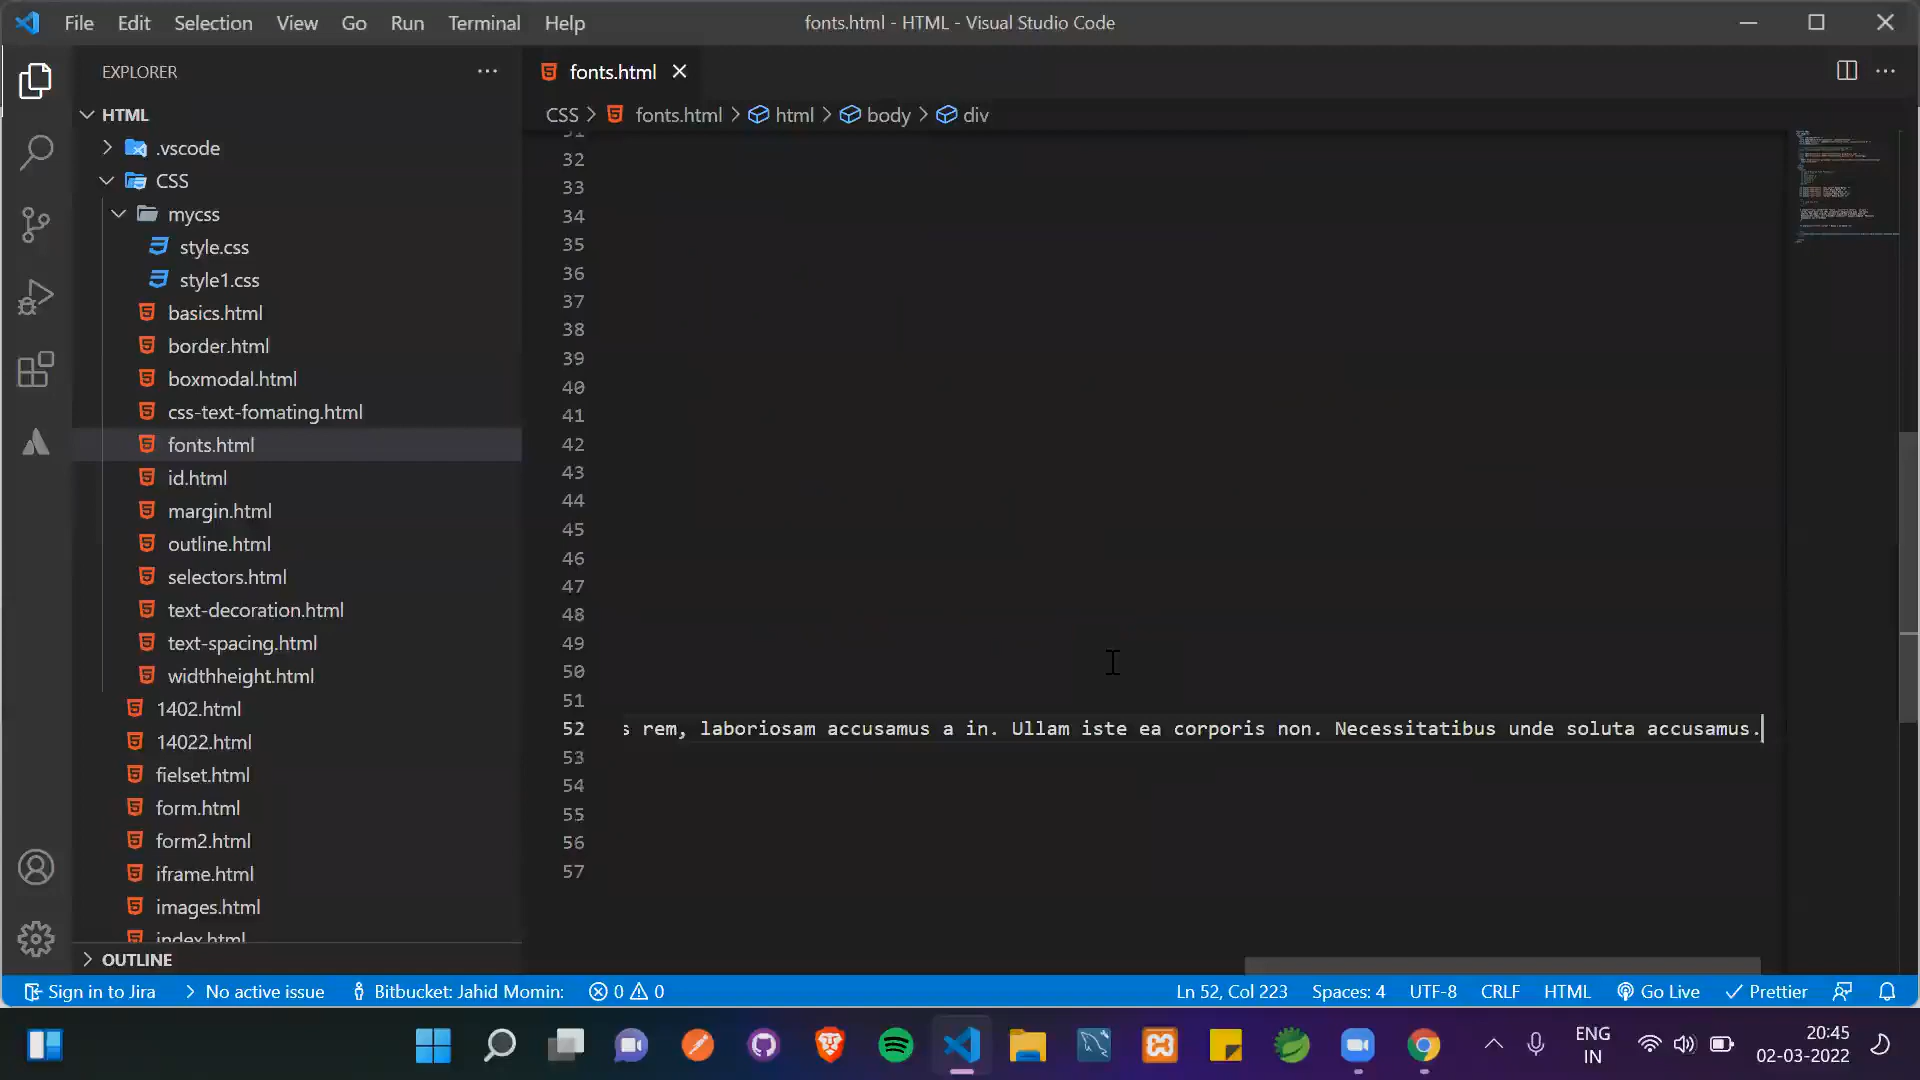 File Edit Selection View Go Run Terminal Help fonts.html - HTML - Visual Studio Code
EXPLORER
fonts.html
HTML
CSS > fonts.html > html > body > div
.vscode
CSS
mycss
style.css
style1.css
basics.html
border.html
boxmodal.html
css-text-fomating.html
fonts.html
id.html
margin.html
outline.html
selectors.html
text-decoration.html
text-spacing.html
widthheight.html
1402.html
14022.html
fielset.html
form.html
form2.html
iframe.html
images.html
index.html
OUTLINE
31
32
33
34
35
36
37
38
39
40
41
42
43
44
45
46
47
48
49
50
51
52 s rem, laboriosam accusamus a in. Ullam iste ea corporis non. Necessitatibus unde soluta accusamus.
53
54
55
56
57
Sign in to Jira No active issue Bitbucket: Jahid Momin: 0 0 Ln 52, Col 223 Spaces: 4 UTF-8 CRLF HTML Go Live Prettier
ENG
IN
20:45
02-03-2022